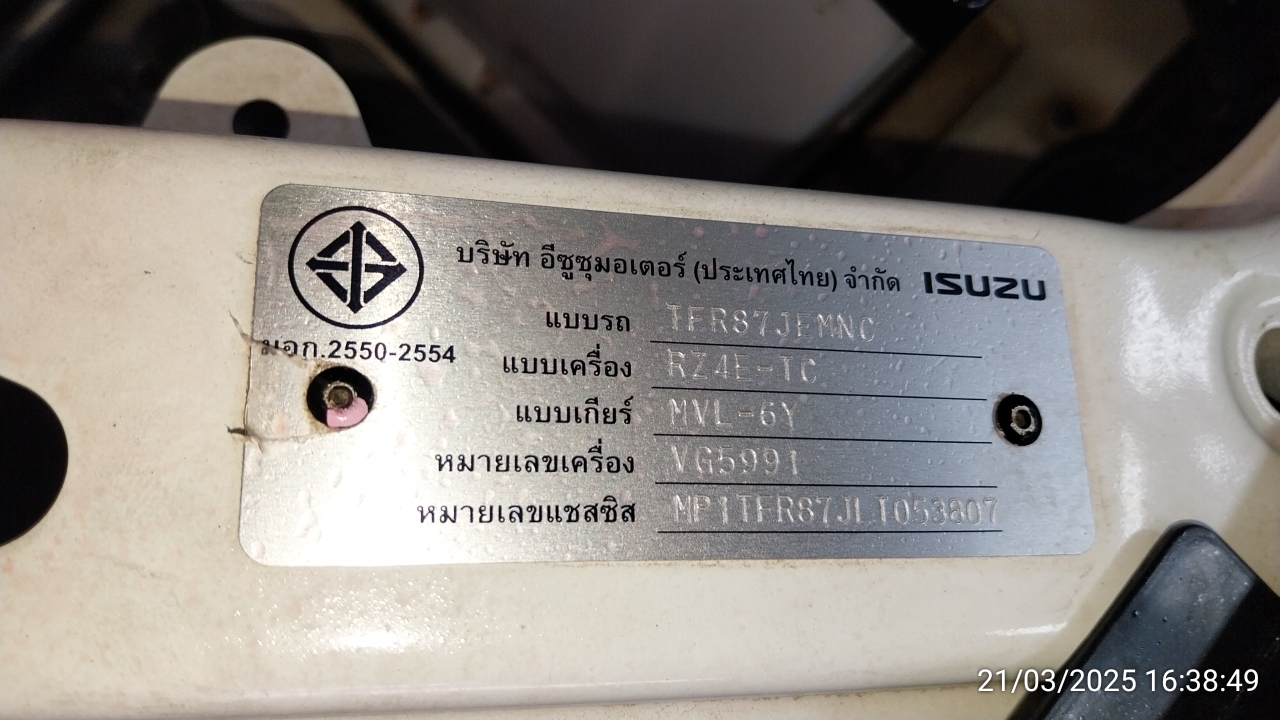 บริษัท อีซูซุมอเตอร์ (ประเทศไทย) จำกัด ISUZU
มอก.2550-2554
แบบรถ TFR87JEMNC
แบบเครื่อง RZ4E-TC
แบบเกียร์ MVL-6Y
หมายเลขเครื่อง VG5991
หมายเลขแชสซิส MP1TFR87JLT053807
21/03/2025 16:38:49